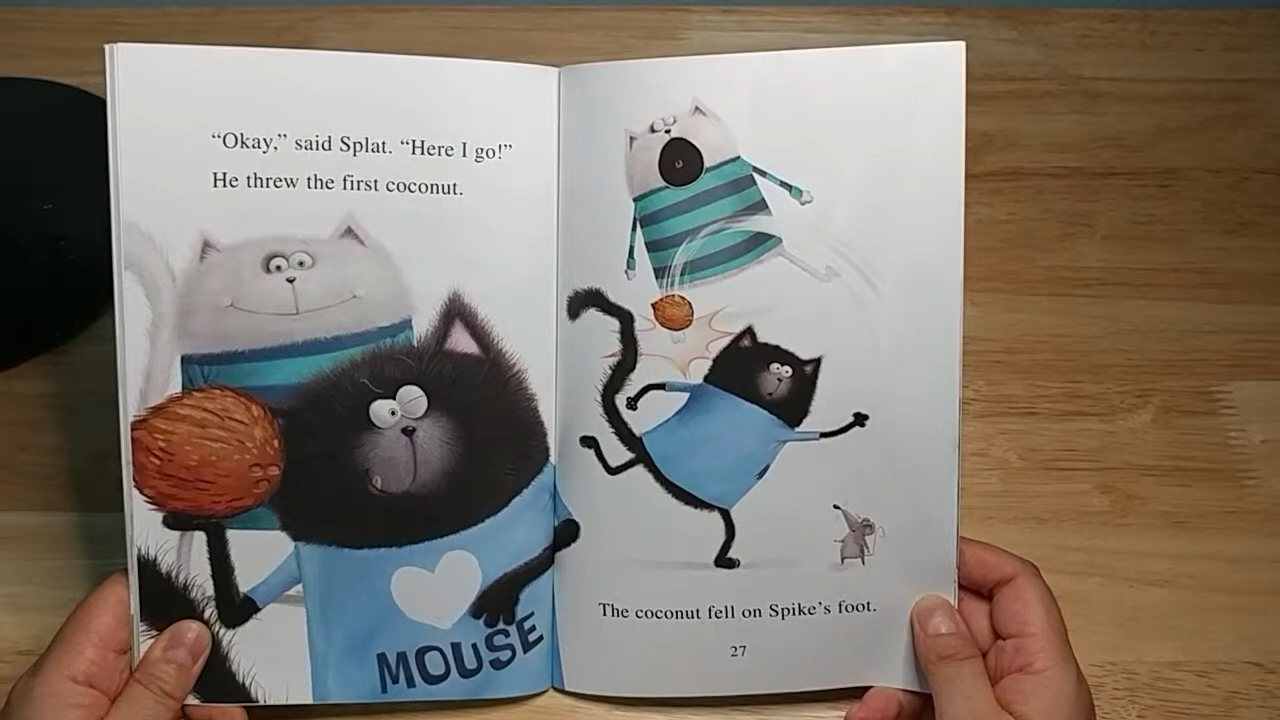 “Okay,” said Splat. “Here I go!”
He threw the first coconut.
MOUSE
The coconut fell on Spike’s foot.
27